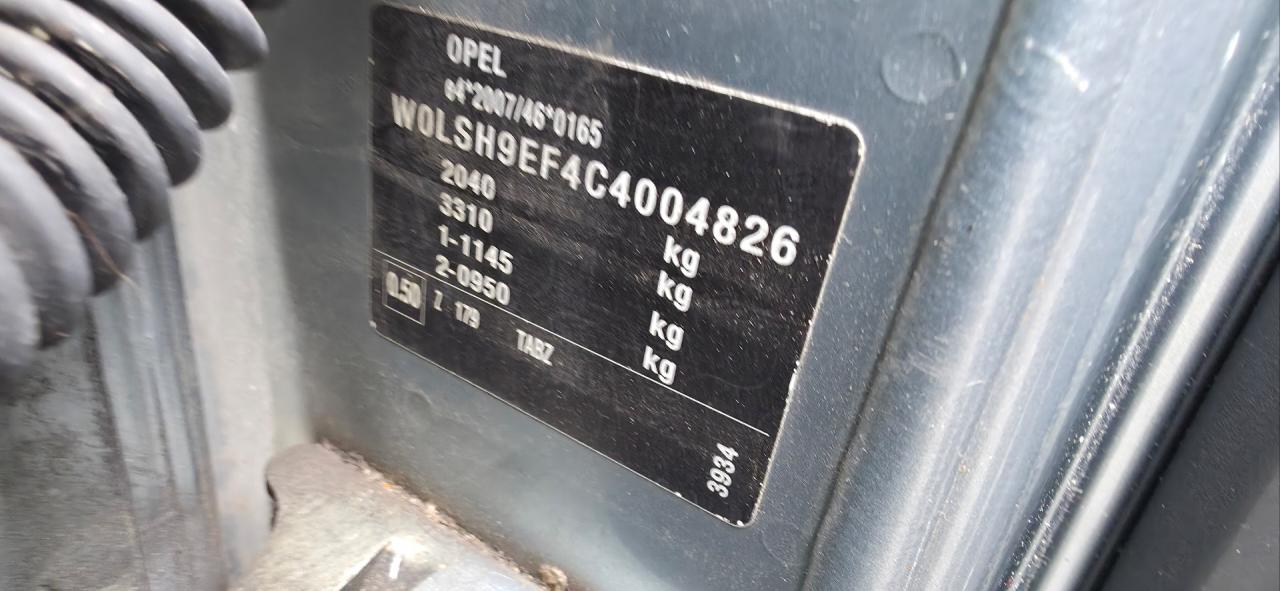 OPEL
e4*2007/46*0165
W0LSH9EF4C4004826
2040 kg
3310 kg
1-1145 kg
2-0950 kg
0.50 Z 179 TABZ
3934